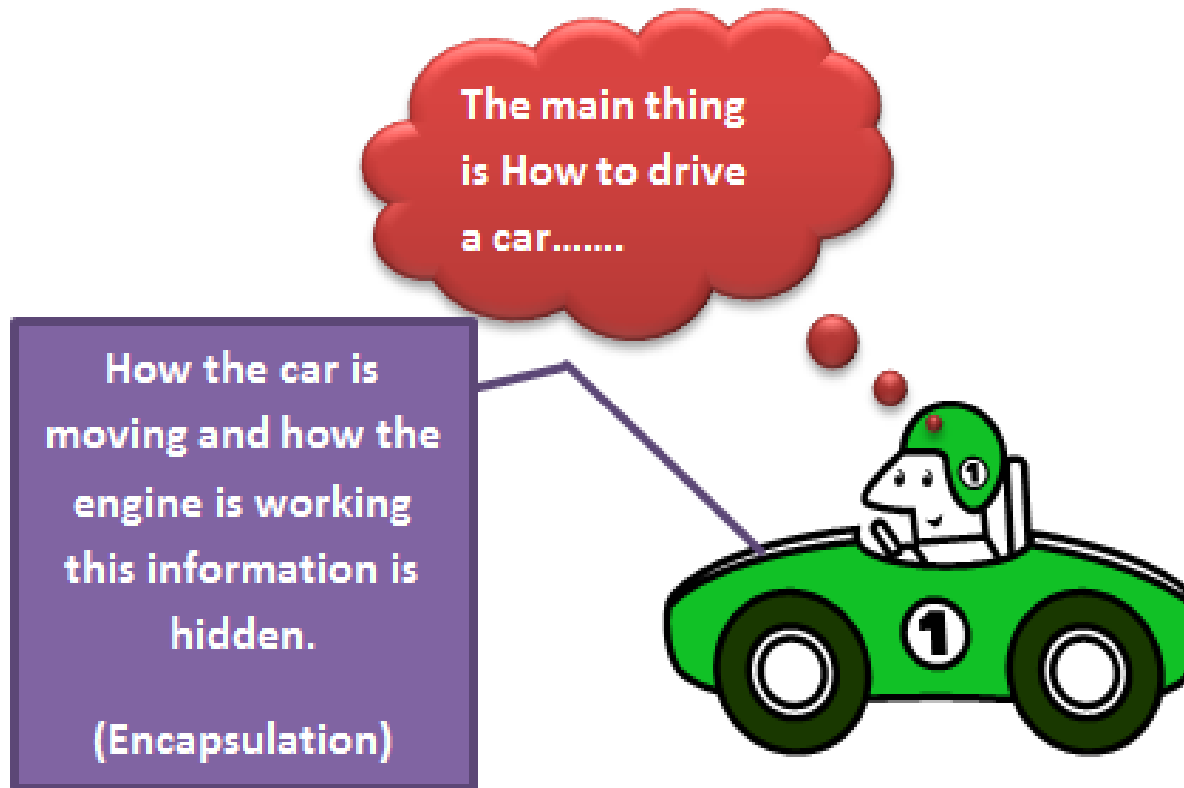 The main thing
is How to drive
a car.......
How the car is
moving and how the
engine is working
this information is
hidden.
(Encapsulation)
1
1